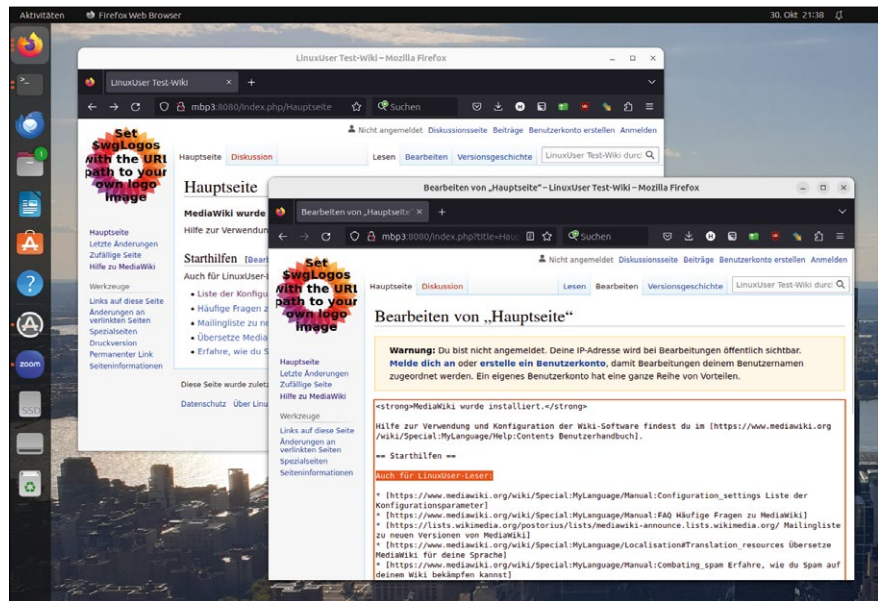 Aktivitäten Firefox Web Browser 30. Okt 21:38
LinuxUser Test-Wiki – Mozilla Firefox
LinuxUser Test-Wiki
mbp3:8080/index.php/Hauptseite Suchen
Nicht angemeldet Diskussionsseite Beiträge Benutzerkonto erstellen Anmelden
Hauptseite Diskussion Lesen Bearbeiten Versionsgeschichte LinuxUser Test-Wiki durc
Set
$wgLogos
with the URL
path to your
own logo
image
Hauptseite
Letzte Änderungen
Zufällige Seite
Hilfe zu MediaWiki
Werkzeuge
Links auf diese Seite
Änderungen an
verlinkten Seiten
Spezialseiten
Druckversion
Permanenter Link
Seiteninformationen
Hauptseite
MediaWiki wurde
Hilfe zur Verwendun
Starthilfen [Bear
Auch für LinuxUser-L
• Liste der Konfigu
• Häufige Fragen z
• Mailingliste zu ne
• Übersetze Media
• Erfahre, wie du S
Diese Seite wurde zuletz
Datenschutz Über Linu
Bearbeiten von „Hauptseite“ – LinuxUser Test-Wiki – Mozilla Firefox
Bearbeiten von „Hauptseite“
mbp3:8080/index.php?title=Hau Suchen
Nicht angemeldet Diskussionsseite Beiträge Benutzerkonto erstellen Anmelden
Hauptseite Diskussion Lesen Bearbeiten Versionsgeschichte LinuxUser Test-Wiki durc
Set
$wgLogos
with the URL
path to your
own logo
image
Hauptseite
Letzte Änderungen
Zufällige Seite
Hilfe zu MediaWiki
Werkzeuge
Links auf diese Seite
Änderungen an
verlinkten Seiten
Spezialseiten
Seiteninformationen
Bearbeiten von „Hauptseite“
Warnung: Du bist nicht angemeldet. Deine IP-Adresse wird bei Bearbeitungen öffentlich sichtbar.
Melde dich an oder erstelle ein Benutzerkonto, damit Bearbeitungen deinem Benutzernamen
zugeordnet werden. Ein eigenes Benutzerkonto hat eine ganze Reihe von Vorteilen.
<strong>MediaWiki wurde installiert.</strong>
Hilfe zur Verwendung und Konfiguration der Wiki-Software findest du im [https://www.mediawiki.org
/wiki/Special:MyLanguage/Help:Contents Benutzerhandbuch].
== Starthilfen ==
Auch für LinuxUser-Leser:
* [https://www.mediawiki.org/wiki/Special:MyLanguage/Manual:Configuration_settings Liste der
Konfigurationsparameter]
* [https://www.mediawiki.org/wiki/Special:MyLanguage/Manual:FAQ Häufige Fragen zu MediaWiki]
* [https://lists.wikimedia.org/postorius/lists/mediawiki-announce.lists.wikimedia.org/ Mailingliste
zu neuen Versionen von MediaWiki]
* [https://www.mediawiki.org/wiki/Special:MyLanguage/Localisation#Translation_resources Übersetze
MediaWiki für deine Sprache]
* [https://www.mediawiki.org/wiki/Special:MyLanguage/Manual:Combating_spam Erfahre, wie du Spam auf
deinem Wiki bekämpfen kannst]
1
zoom
SSD